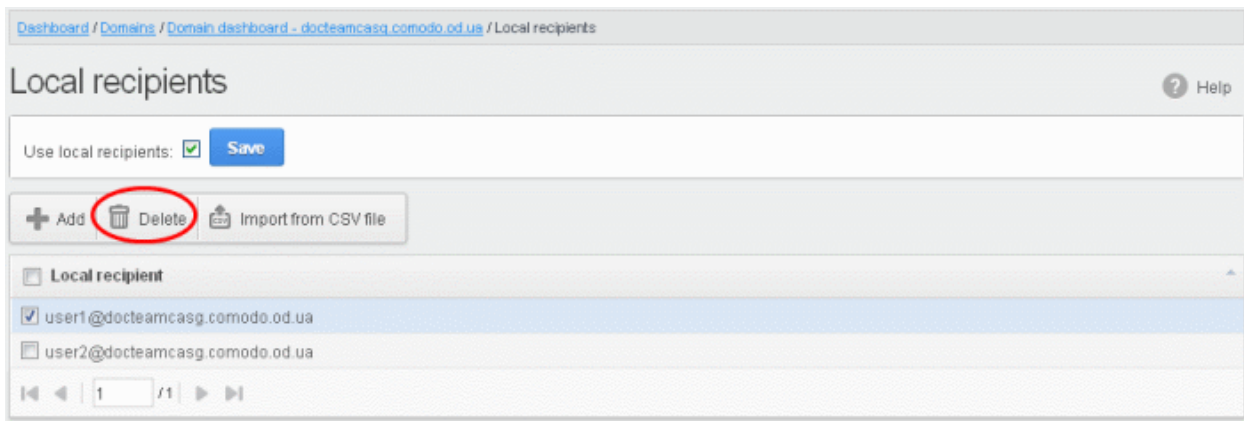 Dashboard / Domains / Domain dashboard - docteamcasg.comodo.od.ua / Local recipients
Local recipients
Help
Use local recipients: Save
Add Delete Import from CSV file
Local recipient
user1@docteamcasg.comodo.od.ua
user2@docteamcasg.comodo.od.ua
1 /1